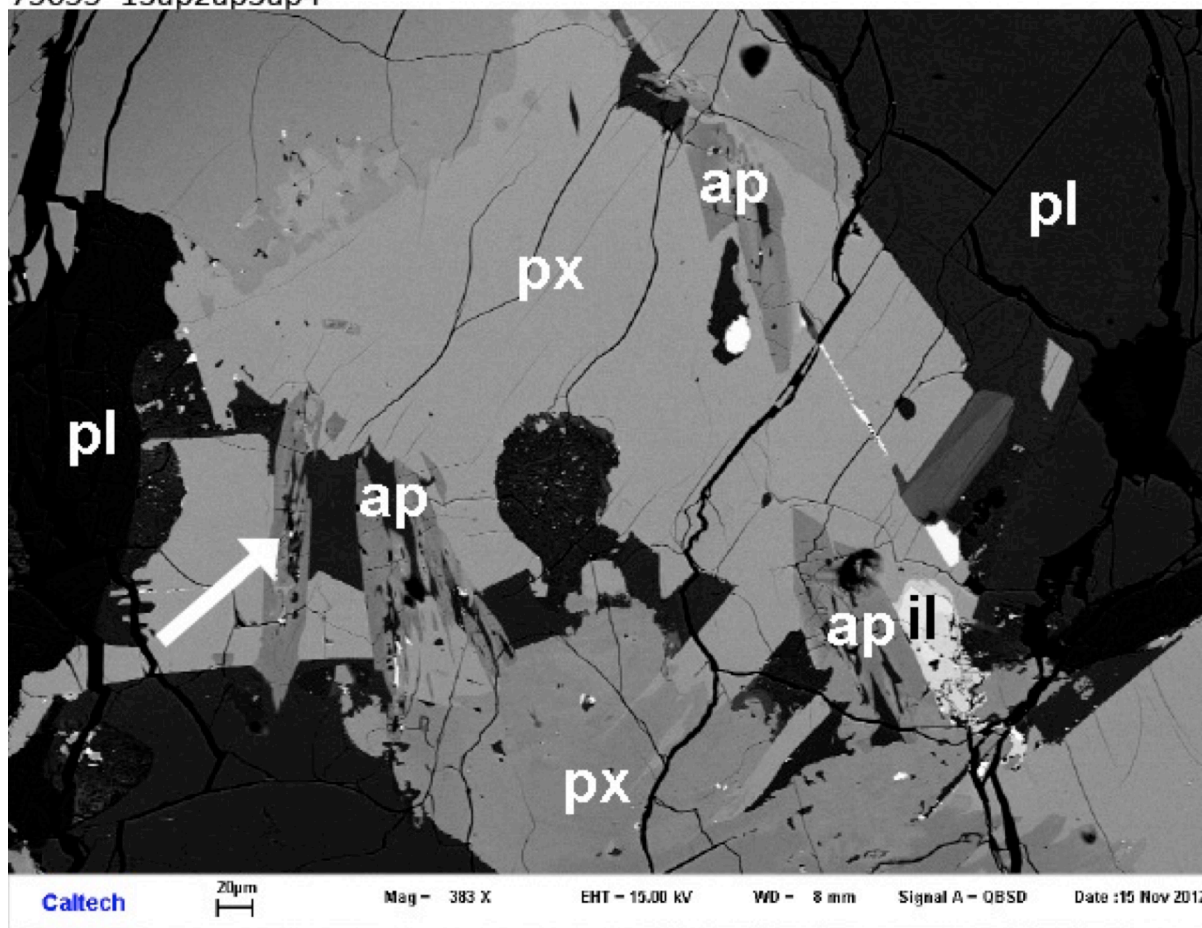 ap
pl
px
pl
ap
ap il
px
Caltech 20µm Mag = 383 X EHT = 15.00 kV WD = 8 mm Signal A = QBSD Date :15 Nov 2012